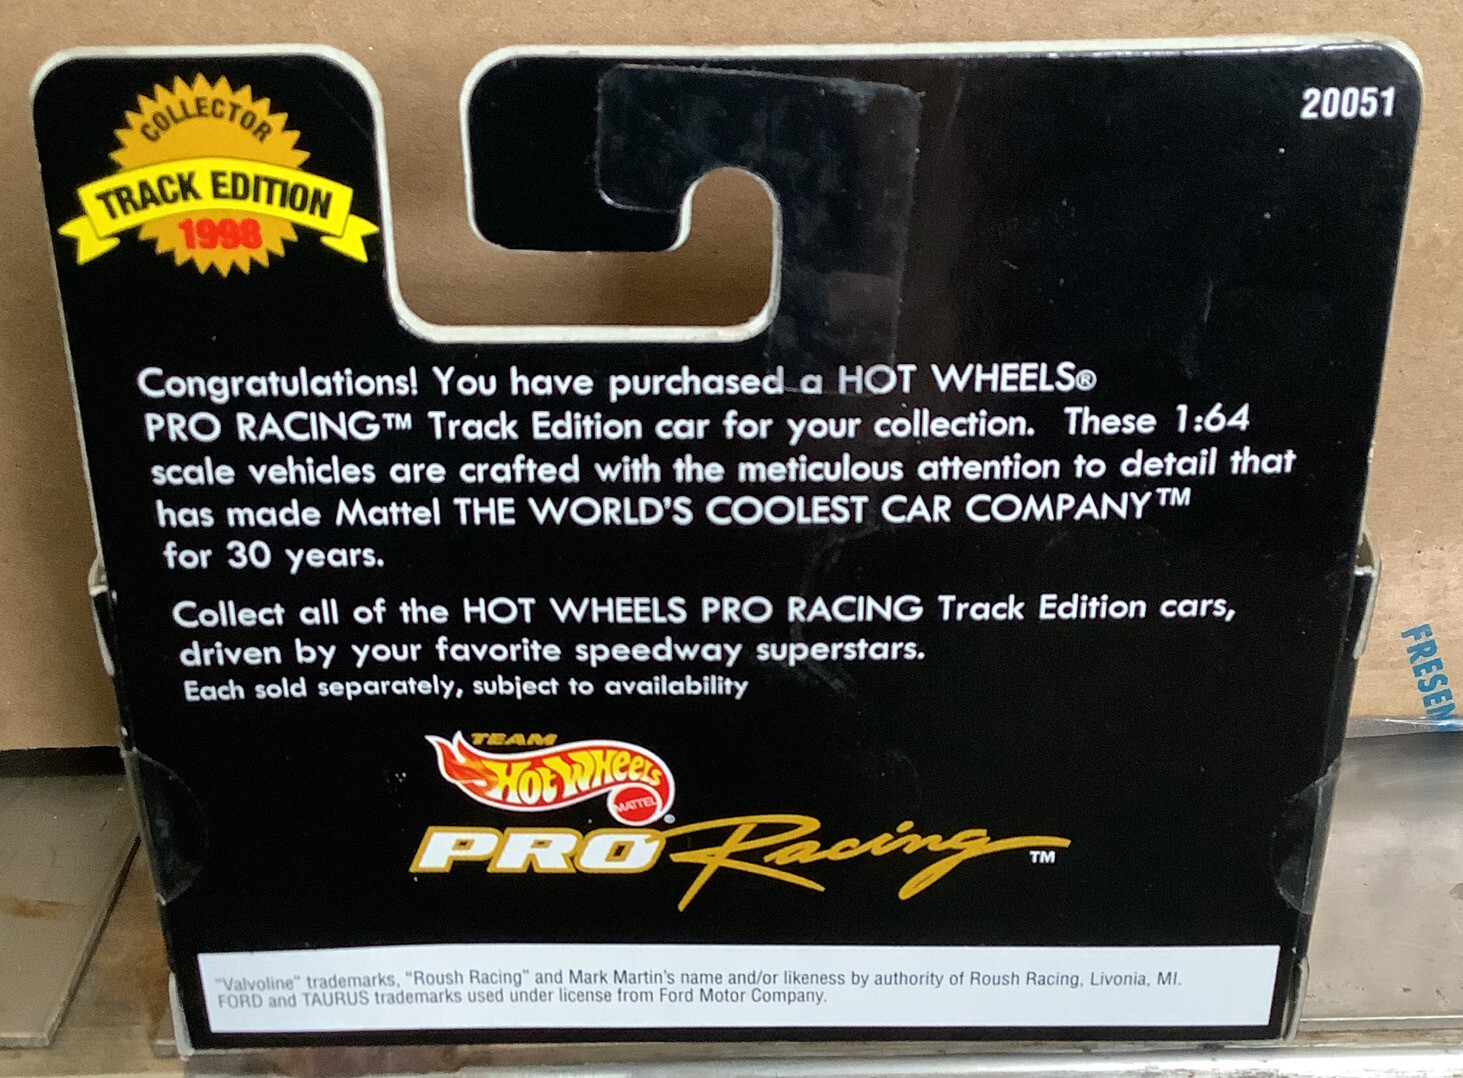 COLLECTOR
TRACK EDITION
1998
20051
Congratulations! You have purchased a HOT WHEELS®
PRO RACING™ Track Edition car for your collection. These 1:64
scale vehicles are crafted with the meticulous attention to detail that
has made Mattel THE WORLD'S COOLEST CAR COMPANY™
for 30 years.
Collect all of the HOT WHEELS PRO RACING Track Edition cars,
driven by your favorite speedway superstars.
Each sold separately, subject to availability
TEAM
Hot Wheels
MATTEL
®
PRO Racing ™
"Valvoline" trademarks, "Roush Racing" and Mark Martin's name and/or likeness by authority of Roush Racing, Livonia, MI.
FORD and TAURUS trademarks used under license from Ford Motor Company.